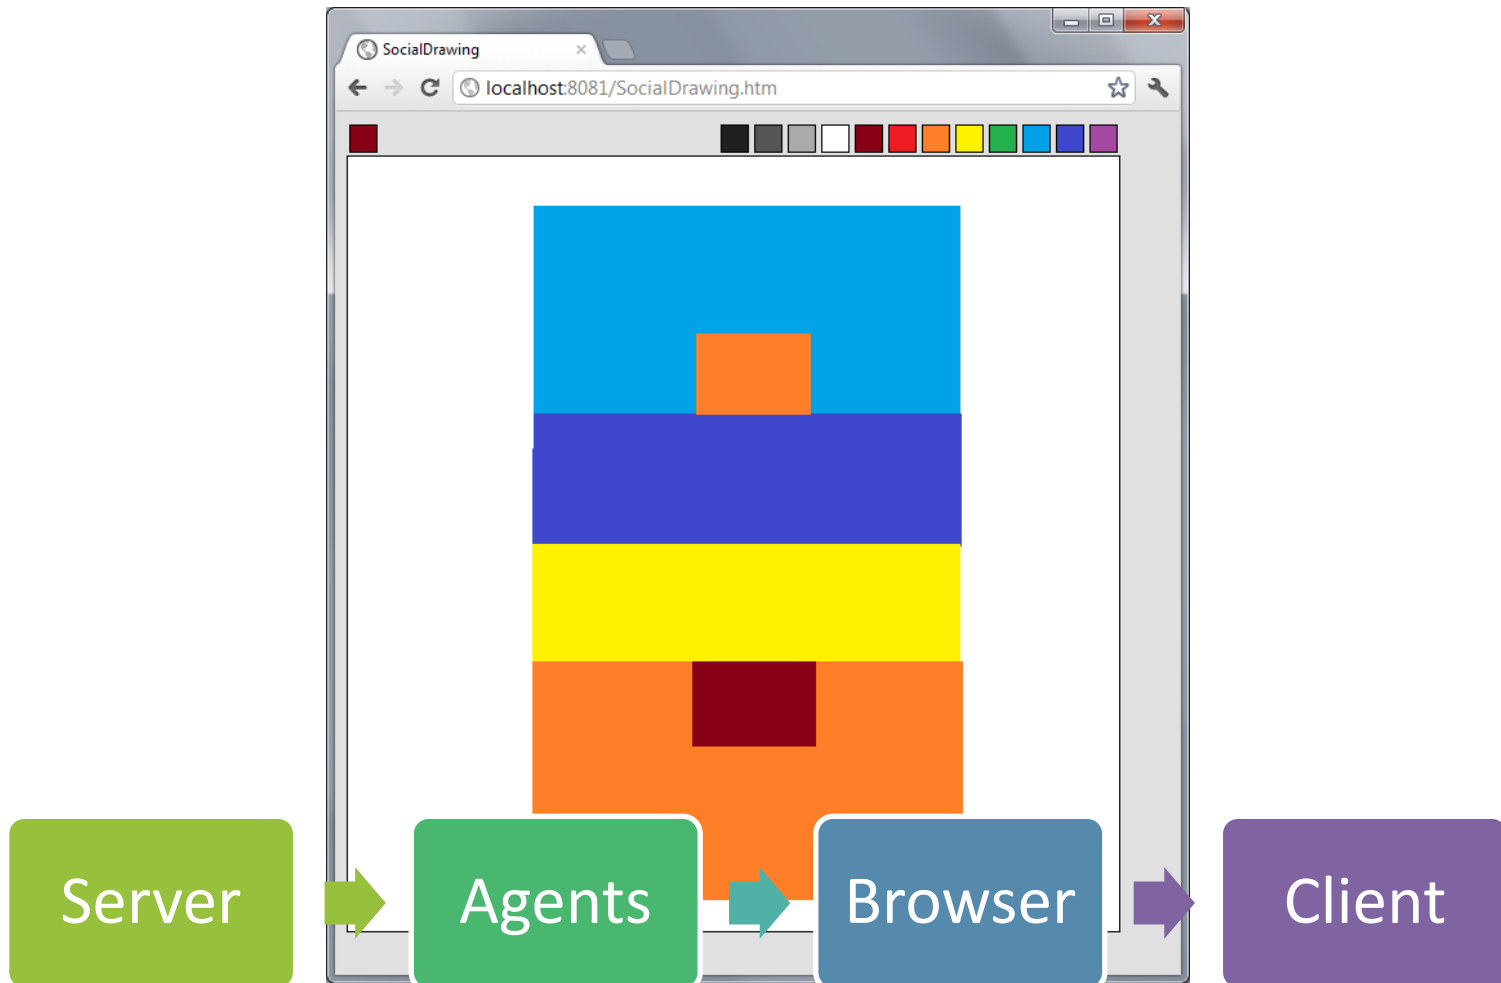 SocialDrawing
localhost:8081/SocialDrawing.htm
Server
Agents
Browser
Client